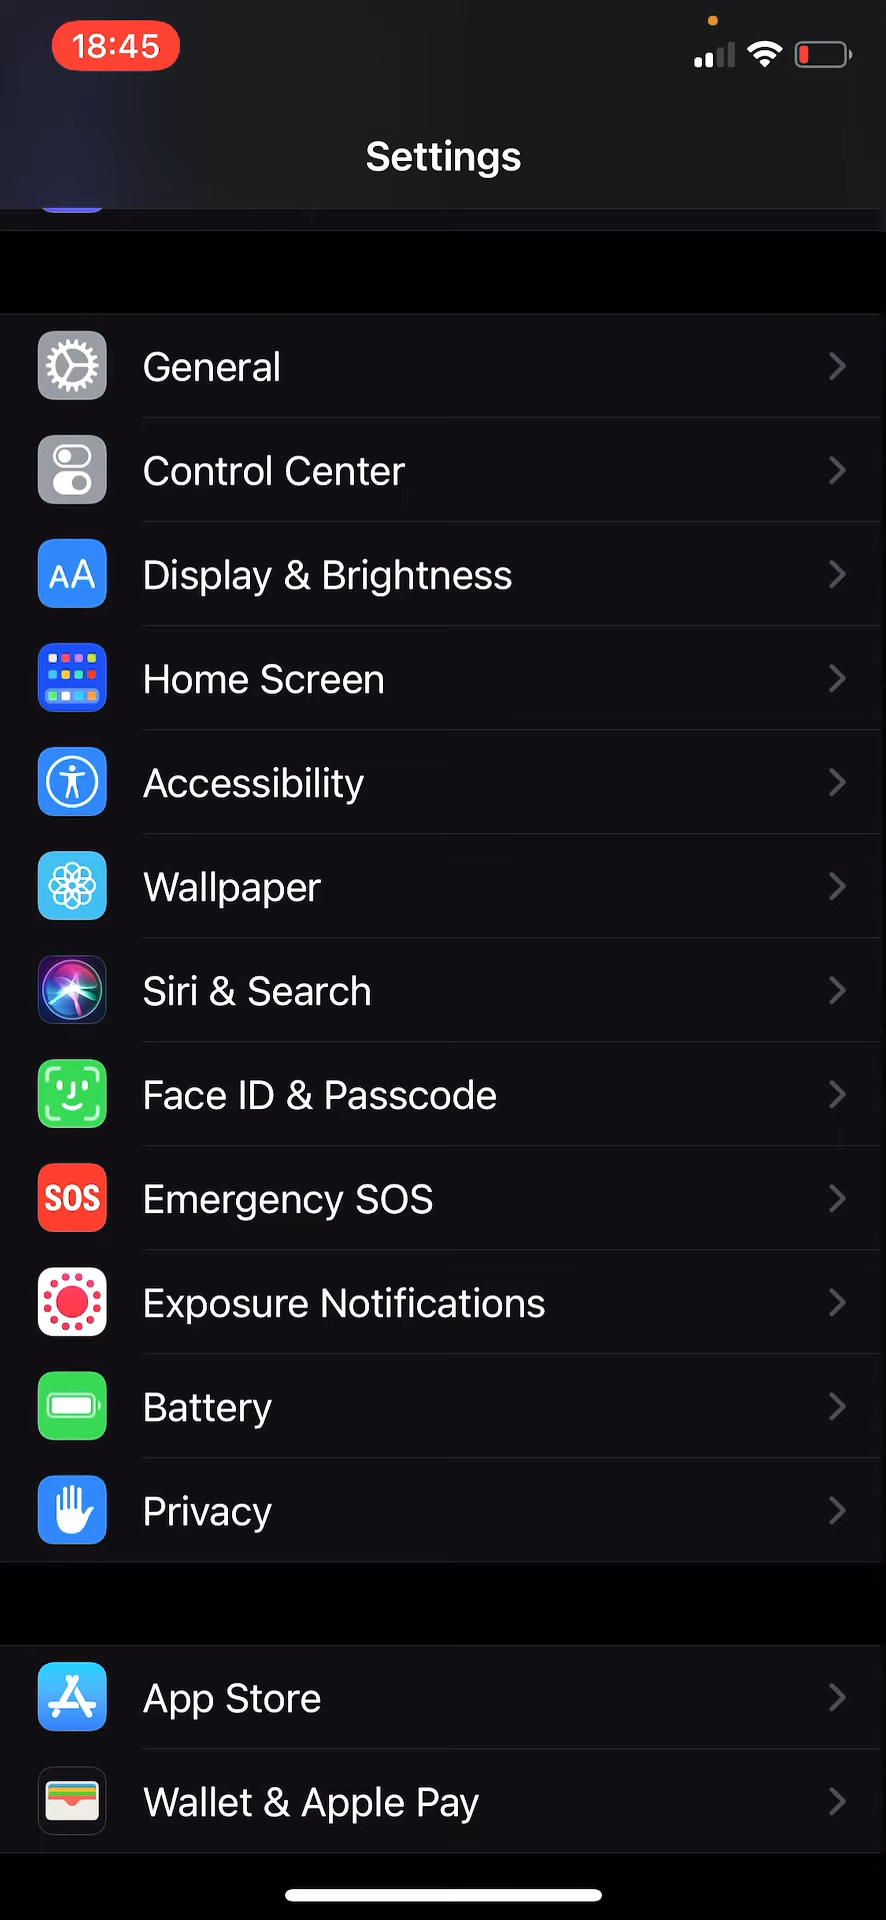 18:45
Settings
General
Control Center
AA
Display & Brightness
Home Screen
Accessibility
Wallpaper
Siri & Search
Face ID & Passcode
SOS
Emergency SOS
Exposure Notifications
Battery
Privacy
App Store
Wallet & Apple Pay